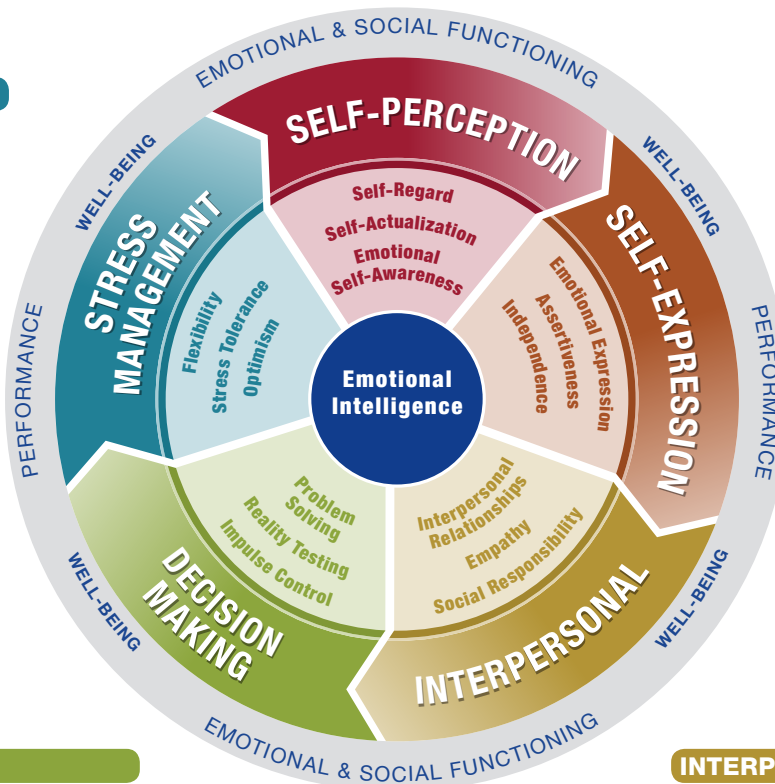 EMOTIONAL & SOCIAL FUNCTIONING
WELL-BEING
WELL-BEING
PERFORMANCE
PERFORMANCE
SELF-PERCEPTION
Self-Regard
Self-Actualization
Emotional
Self-Awareness
SELF-EXPRESSION
Emotional Expression
Assertiveness
Independence
STRESS
MANAGEMENT
Flexibility
Stress Tolerance
Optimism
Emotional
Intelligence
Problem
Solving
Reality Testing
Impulse Control
DECISION
MAKING
Interpersonal
Relationships
Empathy
Social Responsibility
INTERPERSONAL
WELL-BEING
WELL-BEING
EMOTIONAL & SOCIAL FUNCTIONING
INTERP